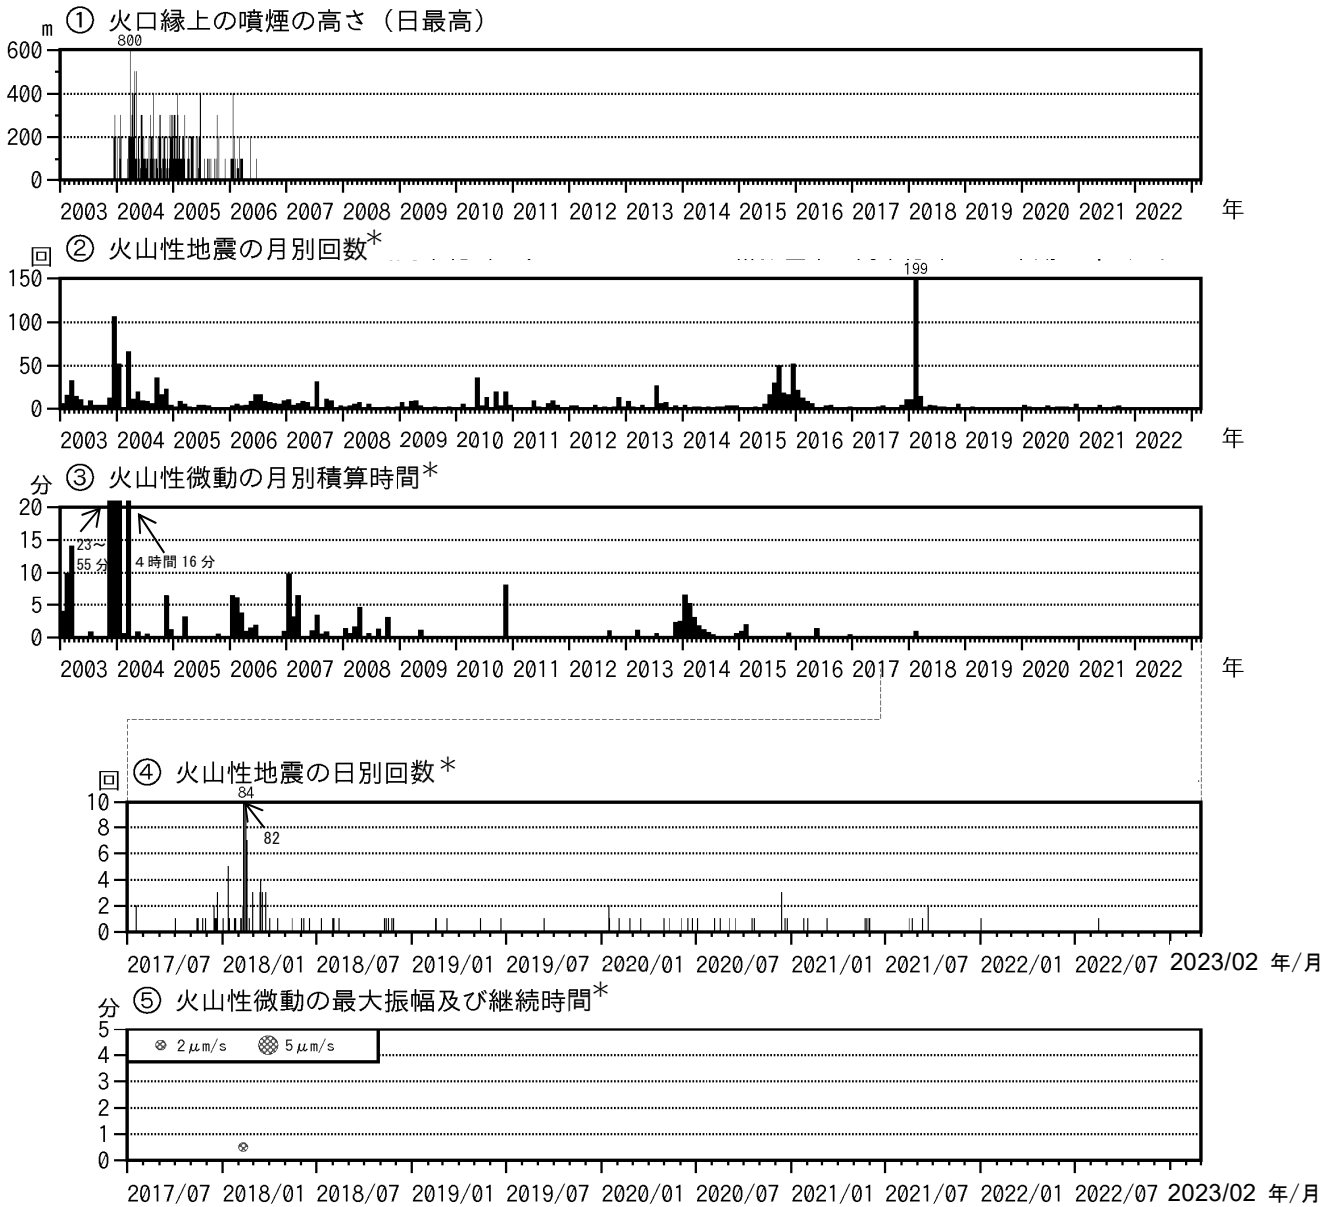 m ① 火口縁上の噴煙の高さ（日最高）
800
600
400
200
0
2003 2004 2005 2006 2007 2008 2009 2010 2011 2012 2013 2014 2015 2016 2017 2018 2019 2020 2021 2022 年
回 ② 火山性地震の月別回数*
199
150
100
50
0
2003 2004 2005 2006 2007 2008 2009 2010 2011 2012 2013 2014 2015 2016 2017 2018 2019 2020 2021 2022 年
分 ③ 火山性微動の月別積算時間*
20
15
23～
55分
4時間16分
10
5
0
2003 2004 2005 2006 2007 2008 2009 2010 2011 2012 2013 2014 2015 2016 2017 2018 2019 2020 2021 2022 年
回 ④ 火山性地震の日別回数*
84
10
8
82
6
4
2
0
2017/07 2018/01 2018/07 2019/01 2019/07 2020/01 2020/07 2021/01 2021/07 2022/01 2022/07 2023/02 年/月
分 ⑤ 火山性微動の最大振幅及び継続時間*
5
2μm/s 5μm/s
4
3
2
1
0
2017/07 2018/01 2018/07 2019/01 2019/07 2020/01 2020/07 2021/01 2021/07 2022/01 2022/07 2023/02 年/月